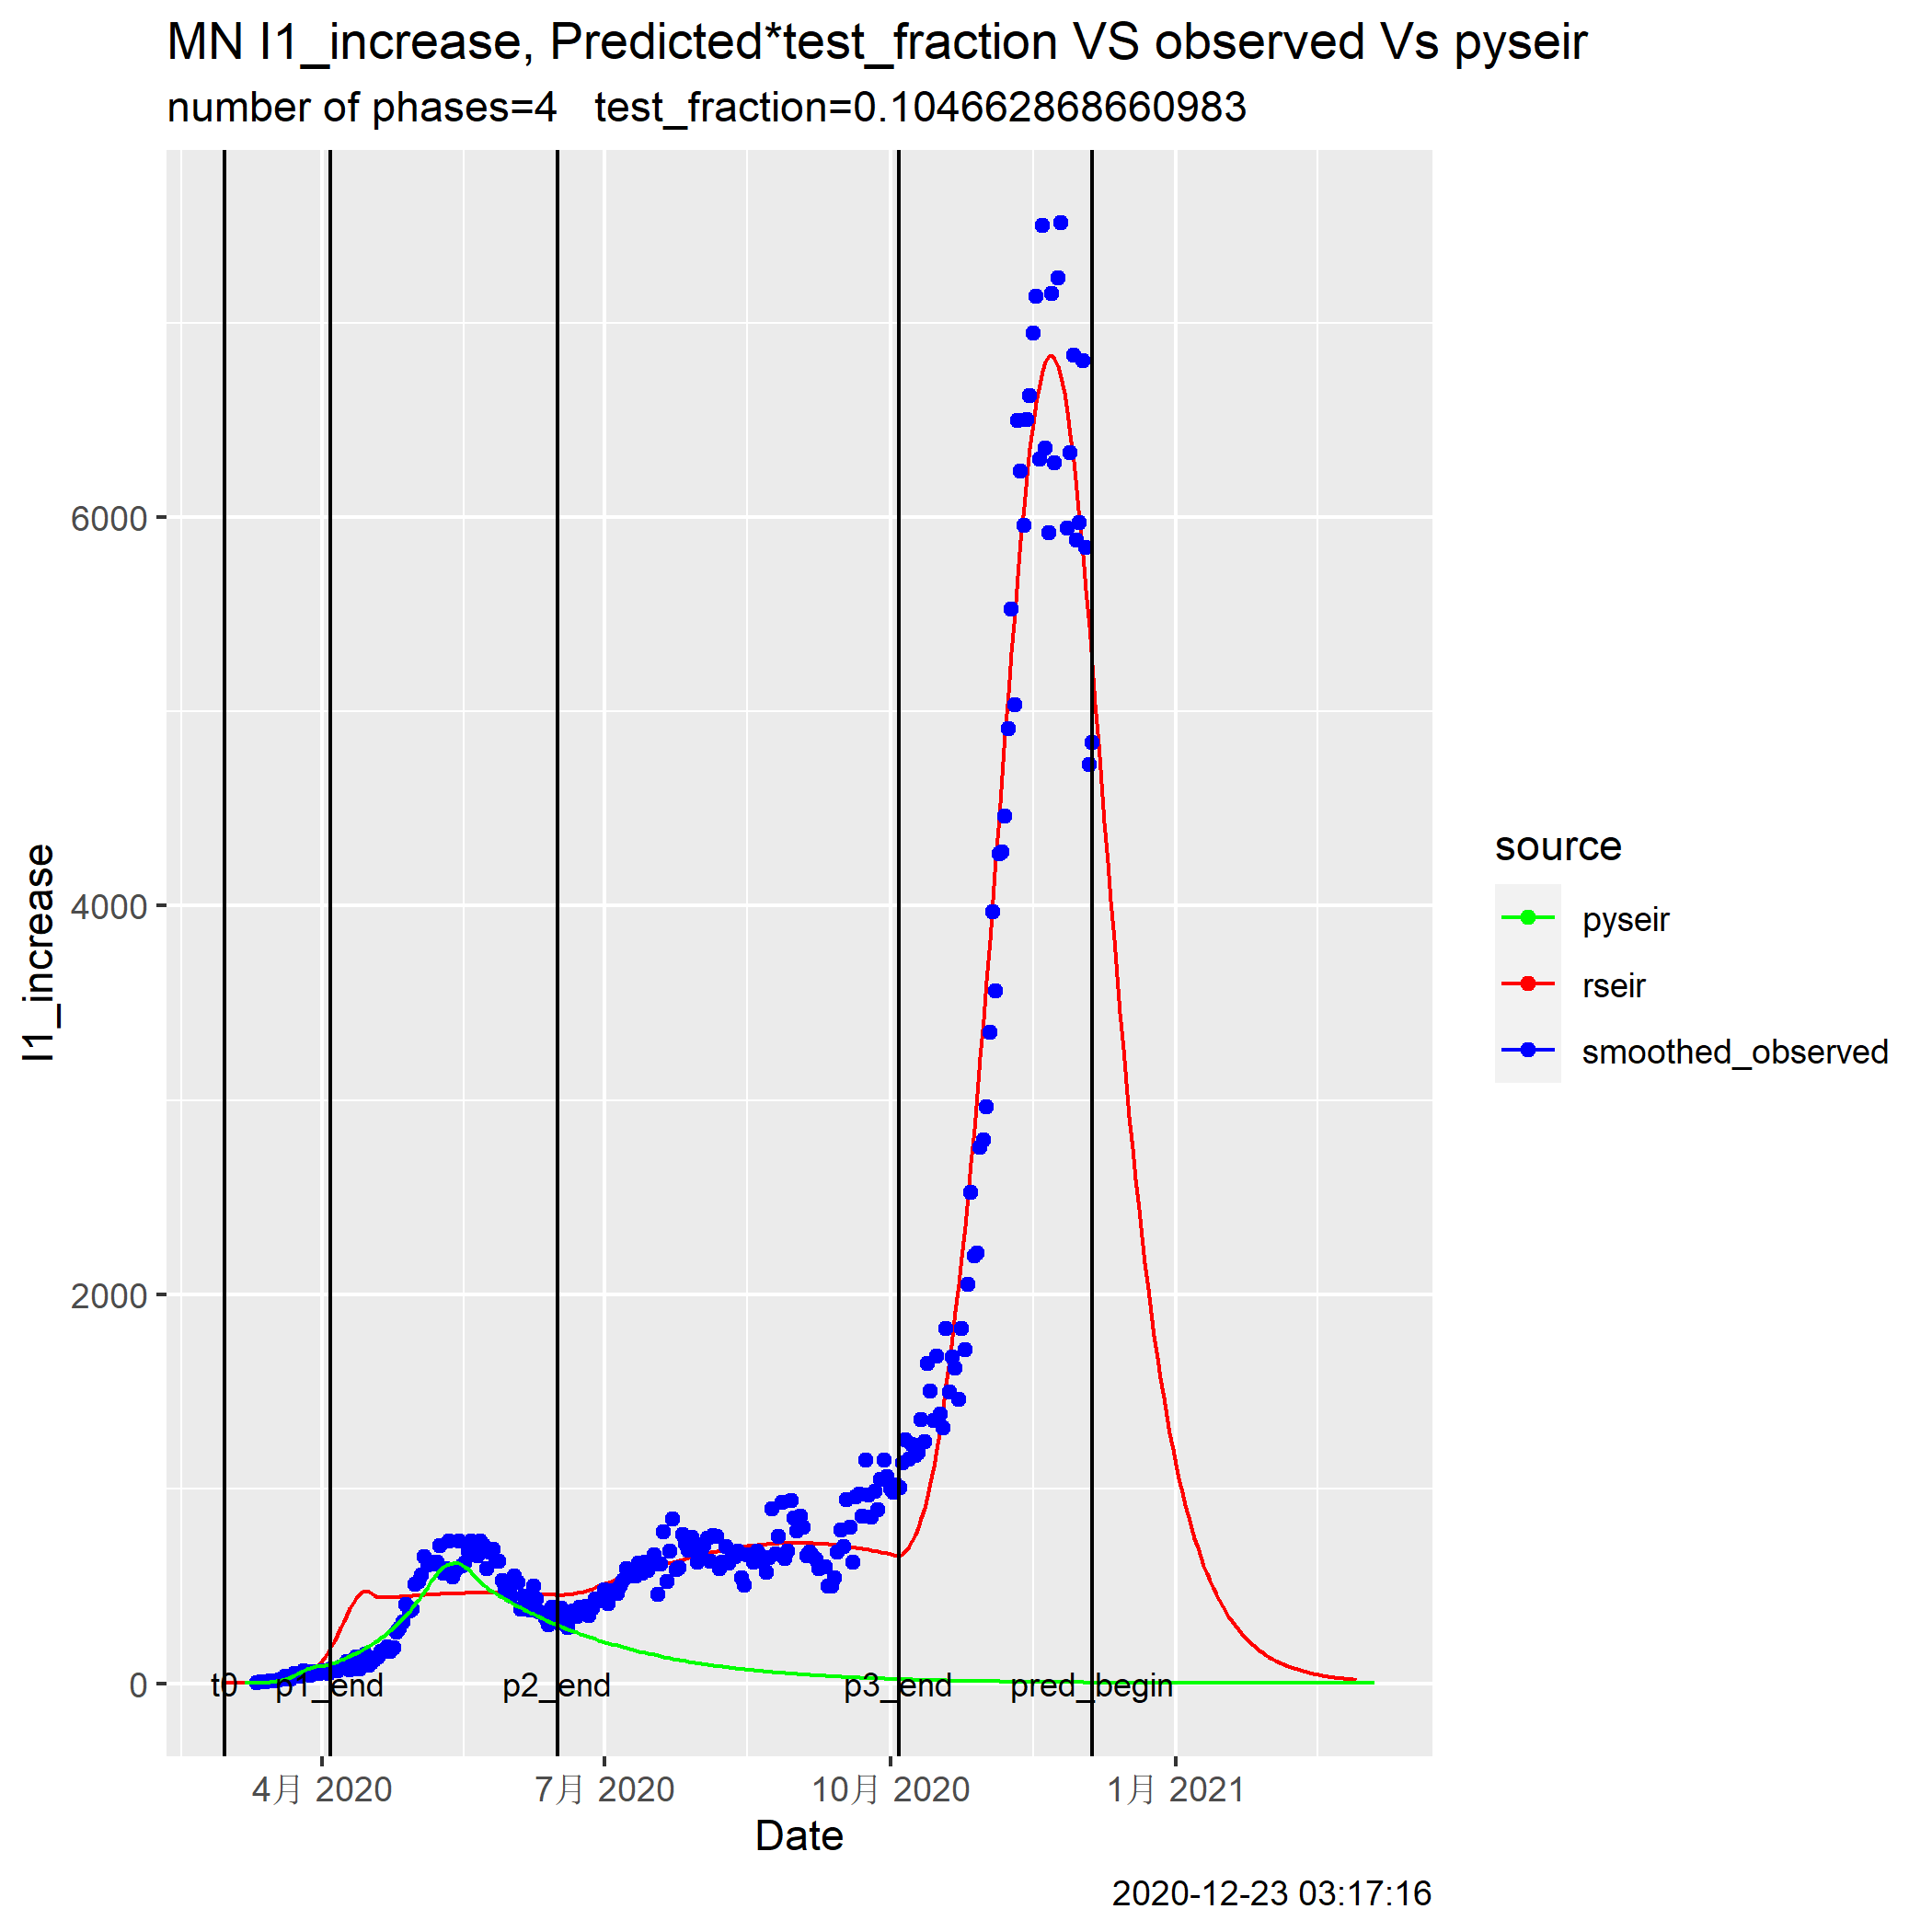 MN I1_increase, Predicted*test_fraction VS observed Vs pyseir
number of phases=4   test_fraction=0.104662868660983
I1_increase
6000
4000
2000
0
t0
p1_end
p2_end
p3_end
pred_begin
4月 2020
7月 2020
10月 2020
1月 2021
Date
source
pyseir
rseir
smoothed_observed
2020-12-23 03:17:16